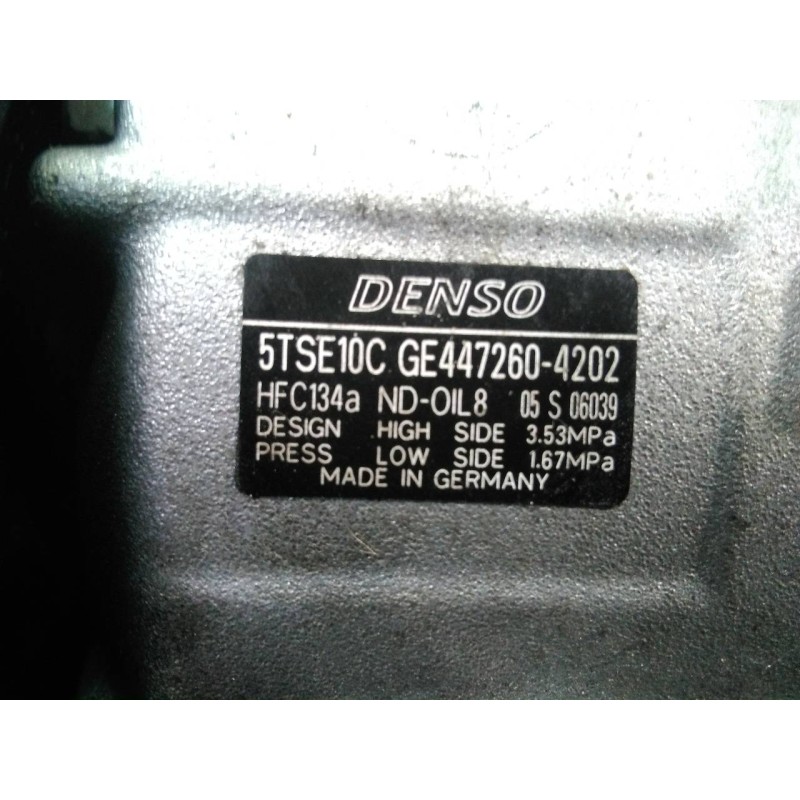 DENSO
5TSE10C GE447260-4202
HFC134a ND-OIL8 05 S 06039
DESIGN HIGH SIDE 3.53MPa
PRESS LOW SIDE 1.67MPa
MADE IN GERMANY